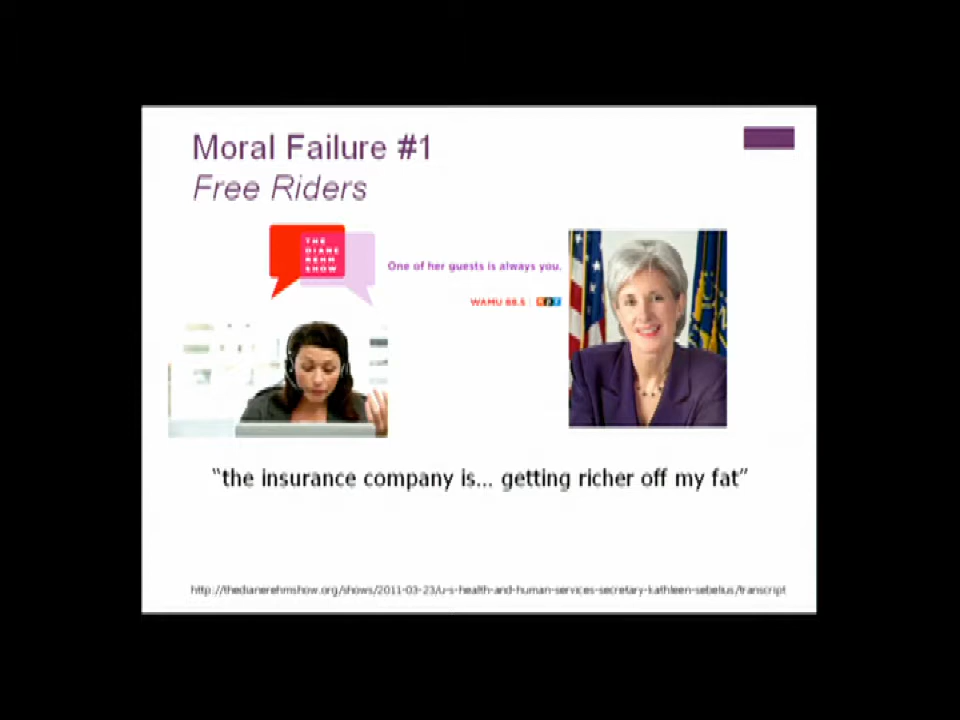 Moral Failure #1
Free Riders
THE
DIANE
REHM
SHOW
One of her guests is always you.
WAMU 88.5
"the insurance company is... getting richer off my fat"
http://thedianerehmshow.org/shows/2011-03-23/u-s-health-and-human-services-secretary-kathleen-sebelius/transcript